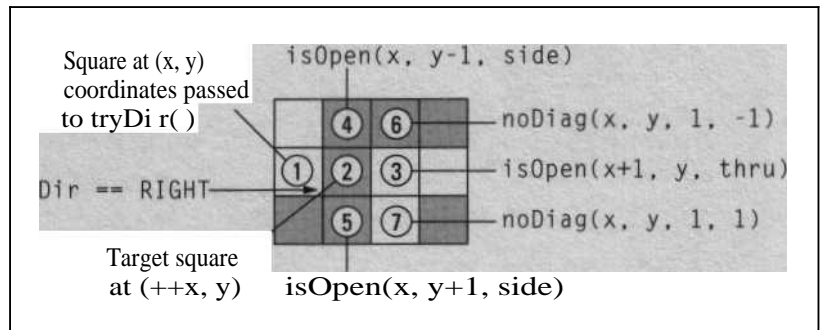 isOpen(x, y-1, side)
Square at (x, y)
coordinates passed
to tryDi r( )
4 6
noDiag(x, y, 1, -1)
1 2 3
isOpen(x+1, y, thru)
Dir == RIGHT
5 7
noDiag(x, y, 1, 1)
Target square
at (++x, y)
isOpen(x, y+1, side)